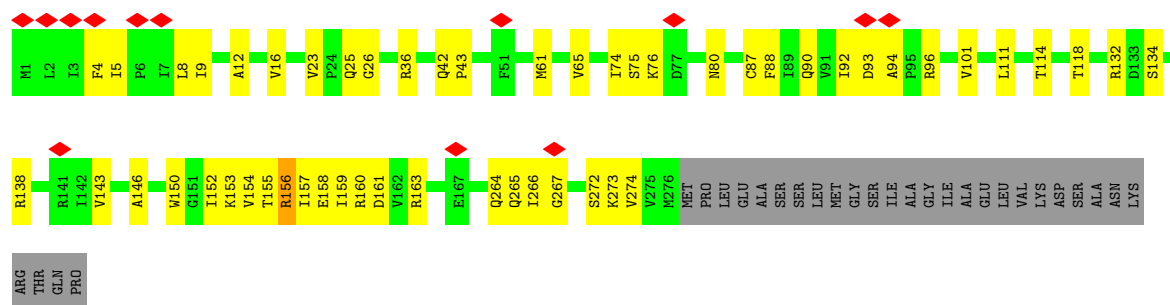 M1 L2 I3 F4 I5 P6 I7 L8 I9 A12 V16 V23 P24 Q25 G26 R36 Q42 P43 F51 M61 V65 I74 S75 K76 D77 N80 C87 F88 I89 Q90 V91 I92 D93 A94 P95 R96 V101 L111 T114 T118 R132 D133 S134
R138 R141 I142 V143 A146 W150 G151 I152 K153 V154 T155 R156 I157 E158 I159 R160 D161 V162 R163 E167 Q264 Q265 I266 G267 S272 K273 V274 V275 M276 MET PRO LEU GLU ALA SER SER LEU MET GLY SER ILE ALA GLY ILE ALA GLU LEU VAL LYS ASP SER ALA ASN LYS
ARG THR GLN PRO